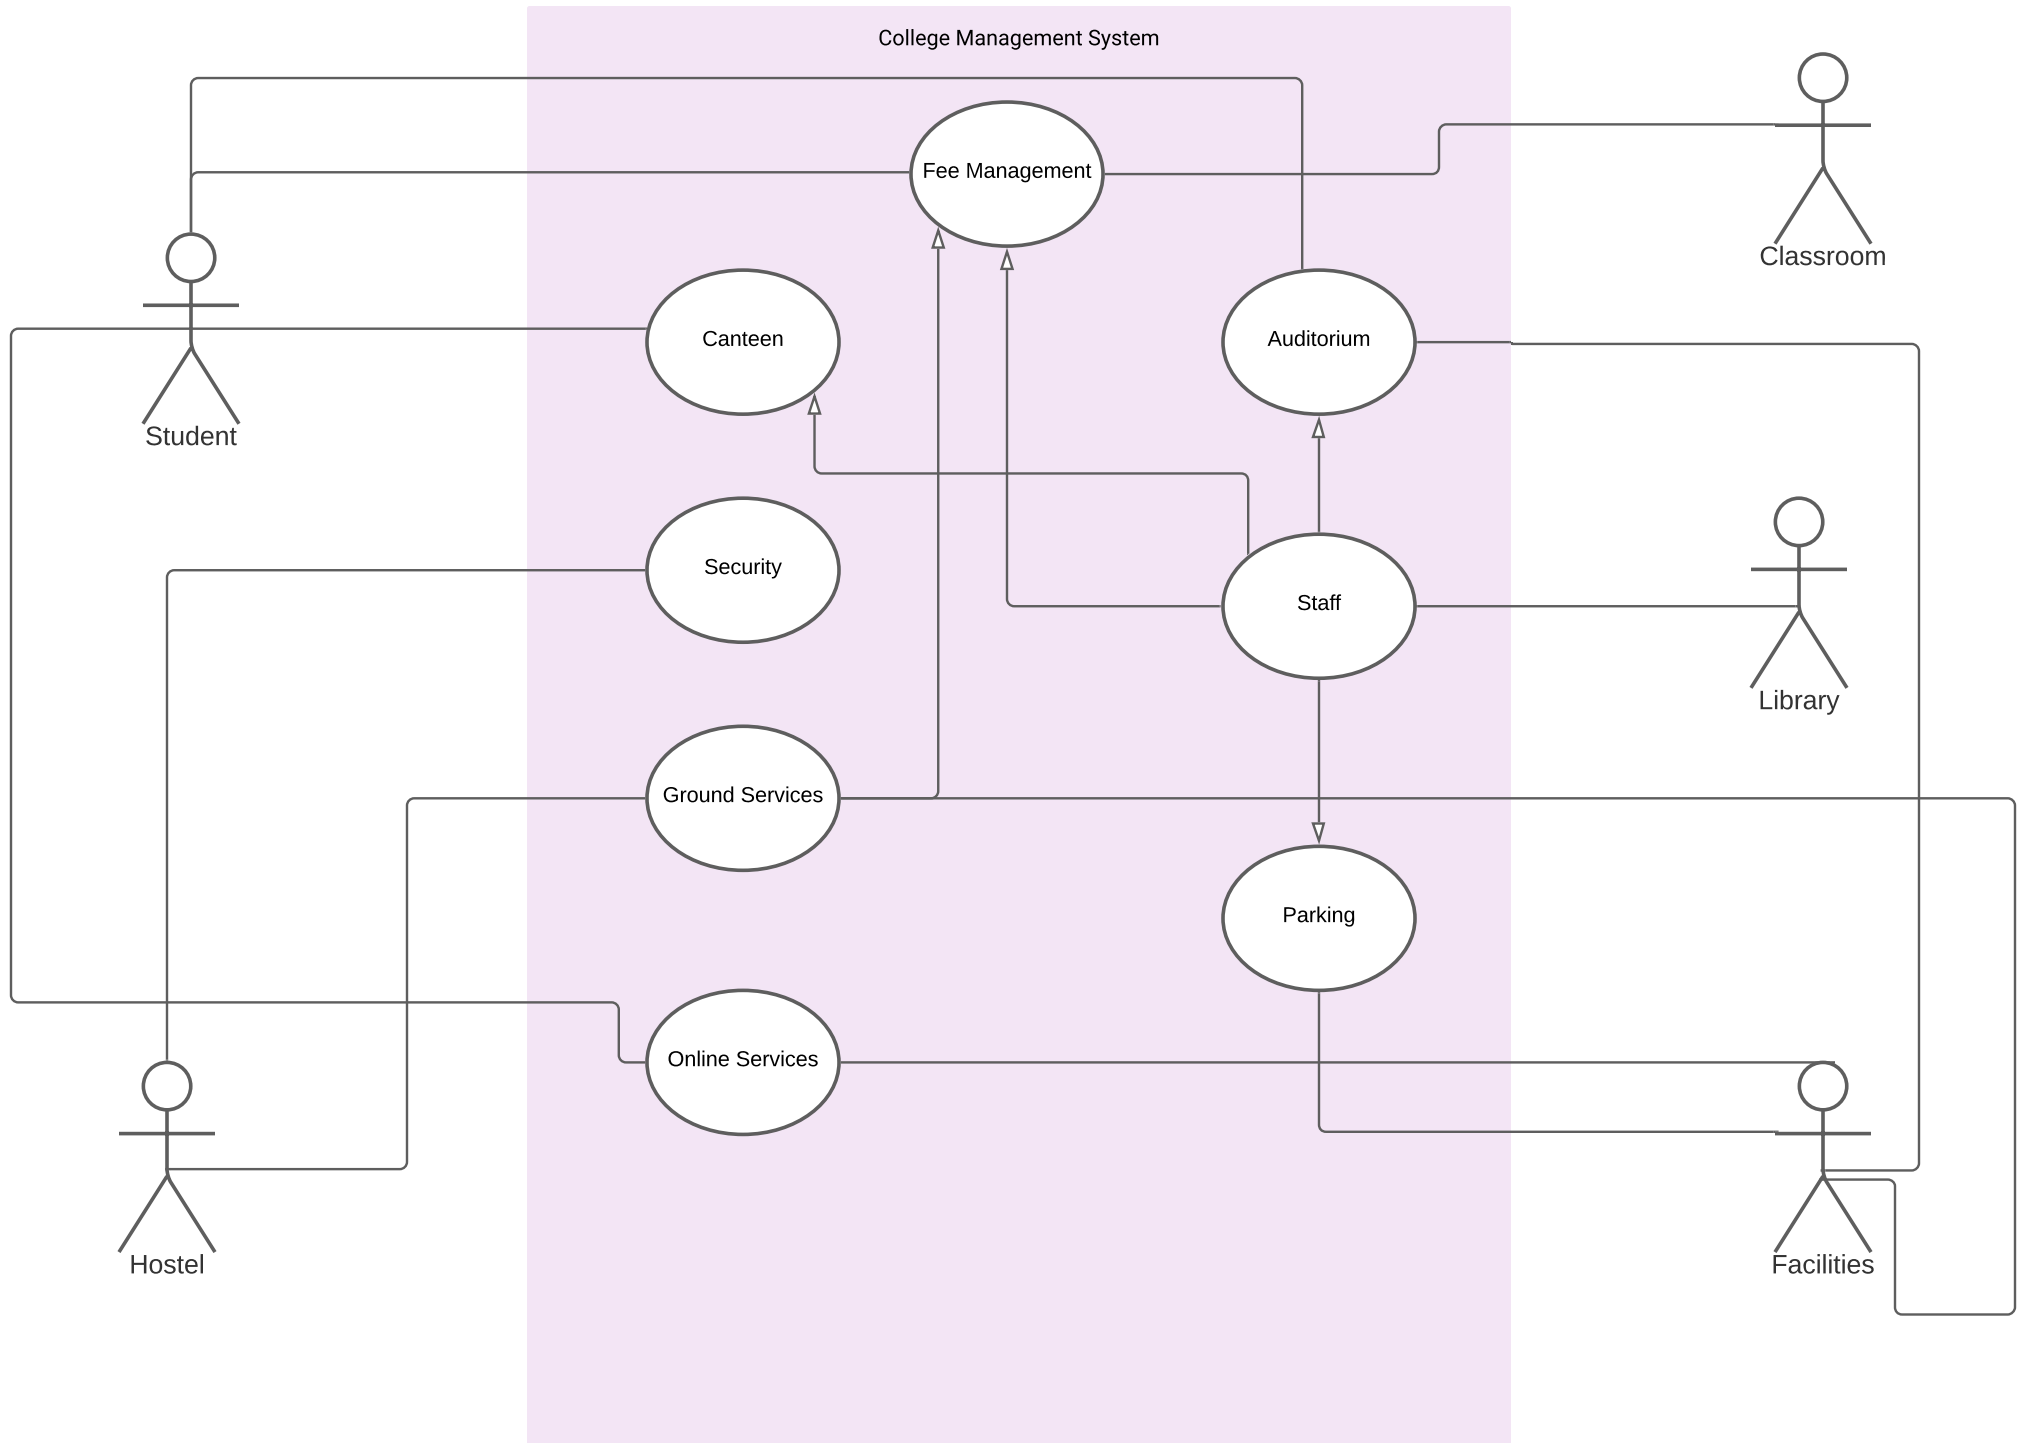 College Management System
Fee Management
Classroom
Canteen
Auditorium
Student
Security
Staff
Library
Ground Services
Parking
Online Services
Hostel
Facilities